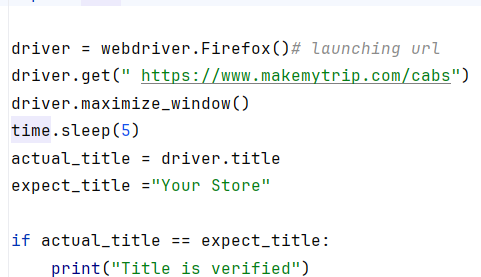 driver = webdriver.Firefox()# launching url
driver.get(" https://www.makemytrip.com/cabs")
driver.maximize_window()
time.sleep(5)
actual_title = driver.title
expect_title ="Your Store"
if actual_title == expect_title:
print("Title is verified")